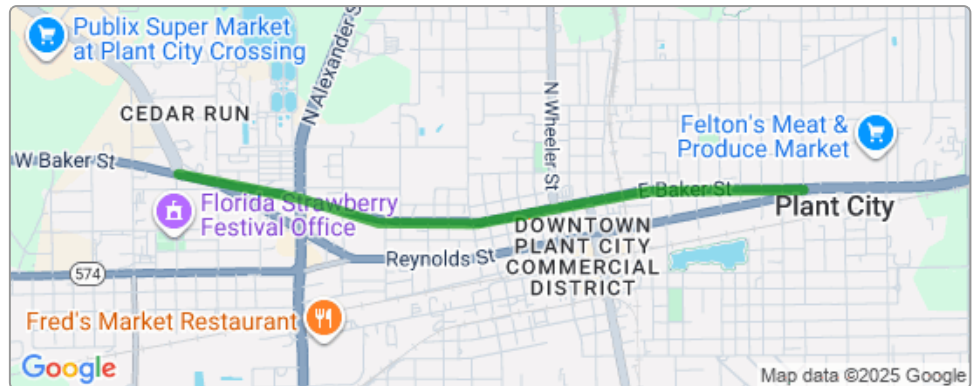 Publix Super Market
at Plant City Crossing
N Alexander St
CEDAR RUN
N Wheeler St
Felton's Meat &
Produce Market
W Baker St
E Baker St
Florida Strawberry
Festival Office
Plant City
DOWNTOWN
PLANT CITY
COMMERCIAL
DISTRICT
Reynolds St
574
Fred's Market Restaurant
Google
Map data ©2025 Google